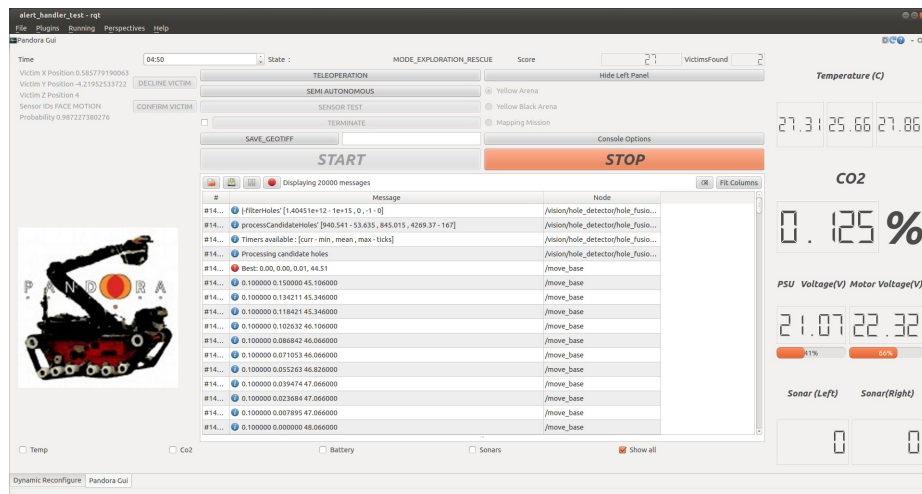 alert_handler_test - rqt
File Plugins Running Perspectives Help
Pandora Gui
Time 04:50 State : MODE_EXPLORATION_RESCUE Score 27 VictimsFound 2
Victim X Position 0.585779190063
Victim Y Position -4.21952533722
Victim Z Position 4
Sensor IDs FACE MOTION
Probability 0.987227380276
DECLINE VICTIM
CONFIRM VICTIM
TELEOPERATION
SEMI AUTONOMOUS
SENSOR TEST
TERMINATE
SAVE_GEOTIFF
Hide Left Panel
Yellow Arena
Yellow Black Arena
Mapping Mission
Console Options
START STOP
Displaying 20000 messages
Fit Columns
# Message Node
#14... |-filterHoles' [1.40451e+12 - 1e+15 , 0 , -1 - 0] /vision/hole_detector/hole_fusio...
#14... processCandidateHoles' [940.541 - 53.635 , 845.015 , 4269.37 - 167] /vision/hole_detector/hole_fusio...
#14... Timers available : [curr - min , mean , max - ticks] /vision/hole_detector/hole_fusio...
#14... Processing candidate holes /vision/hole_detector/hole_fusio...
#14... Best: 0.00, 0.00, 0.01, 44.51 /move_base
#14... 0.100000 0.150000 45.106000 /move_base
#14... 0.100000 0.134211 45.346000 /move_base
#14... 0.100000 0.118421 45.346000 /move_base
#14... 0.100000 0.102632 46.106000 /move_base
#14... 0.100000 0.086842 46.066000 /move_base
#14... 0.100000 0.071053 46.066000 /move_base
#14... 0.100000 0.055263 46.826000 /move_base
#14... 0.100000 0.039474 47.066000 /move_base
#14... 0.100000 0.023684 47.066000 /move_base
#14... 0.100000 0.007895 47.066000 /move_base
#14... 0.100000 0.000000 48.066000 /move_base
PANDORA
Temp Co2 Battery Sonars Show all
Temperature (C)
27.31 25.66 27.86
CO2
0.125 %
PSU Voltage(V) Motor Voltage(V)
21.07 22.32
41% 66%
Sonar (Left) Sonar(Right)
0 0
Dynamic Reconfigure Pandora Gui